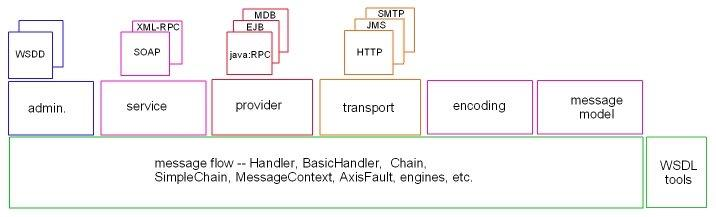 MDB
SMTP
XML-RPC
EJB
JMS
WSDD
SOAP
java:RPC
HTTP
admin.
service
provider
transport
encoding
message
model
message flow -- Handler, BasicHandler, Chain,
SimpleChain, MessageContext, AxisFault, engines, etc.
WSDL
tools